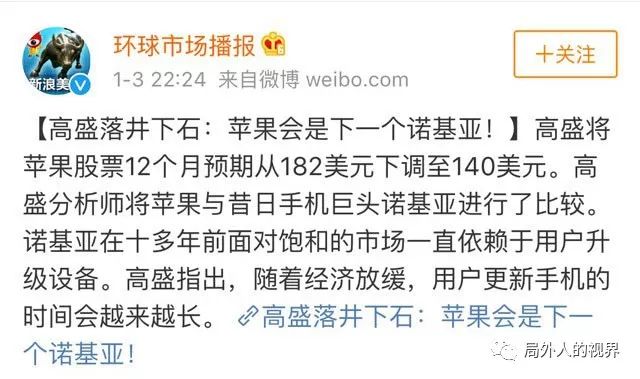 环球市场播报
1-3 22:24 来自微博 weibo.com
+关注
新浪美
【高盛落井下石：苹果会是下一个诺基亚！】高盛将
苹果股票12个月预期从182美元下调至140美元。高
盛分析师将苹果与昔日手机巨头诺基亚进行了比较。
诺基亚在十多年前面对饱和的市场一直依赖于用户升
级设备。高盛指出，随着经济放缓，用户更新手机的
时间会越来越长。 高盛落井下石：苹果会是下一
个诺基亚！
局外人的视界